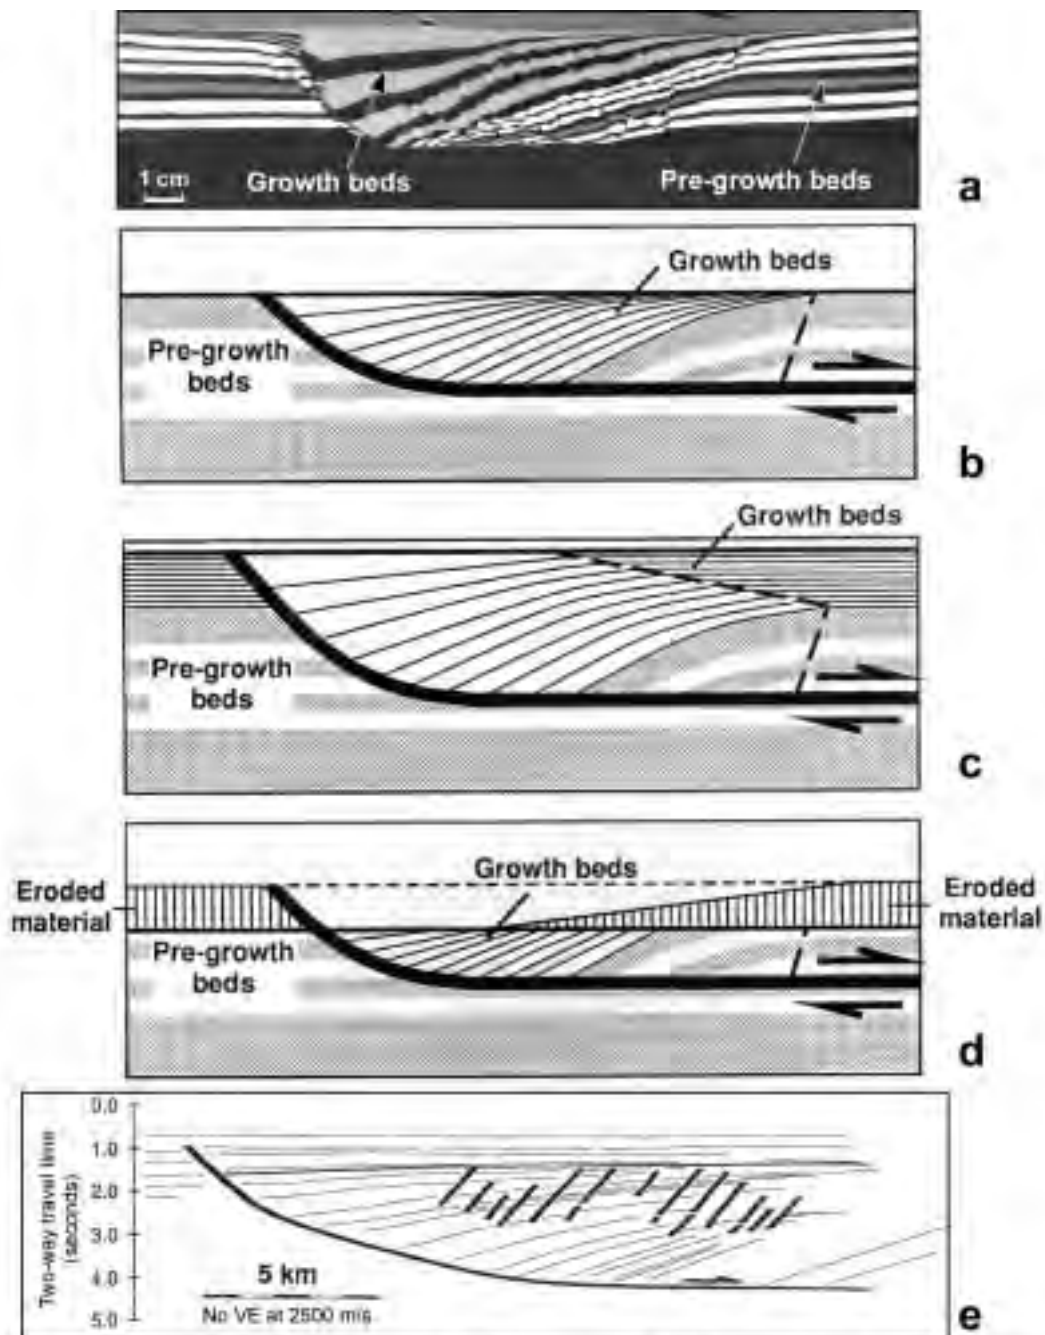 1 cm
Growth beds
Pre-growth beds
a
Growth beds
Pre-growth
beds
b
Growth beds
Pre-growth
beds
c
Growth beds
Eroded
material
Eroded
material
Pre-growth
beds
d
Two-way travel time
(seconds)
0.0
1.0
2.0
3.0
4.0
5.0
5 km
No VE at 2500 m/s
e